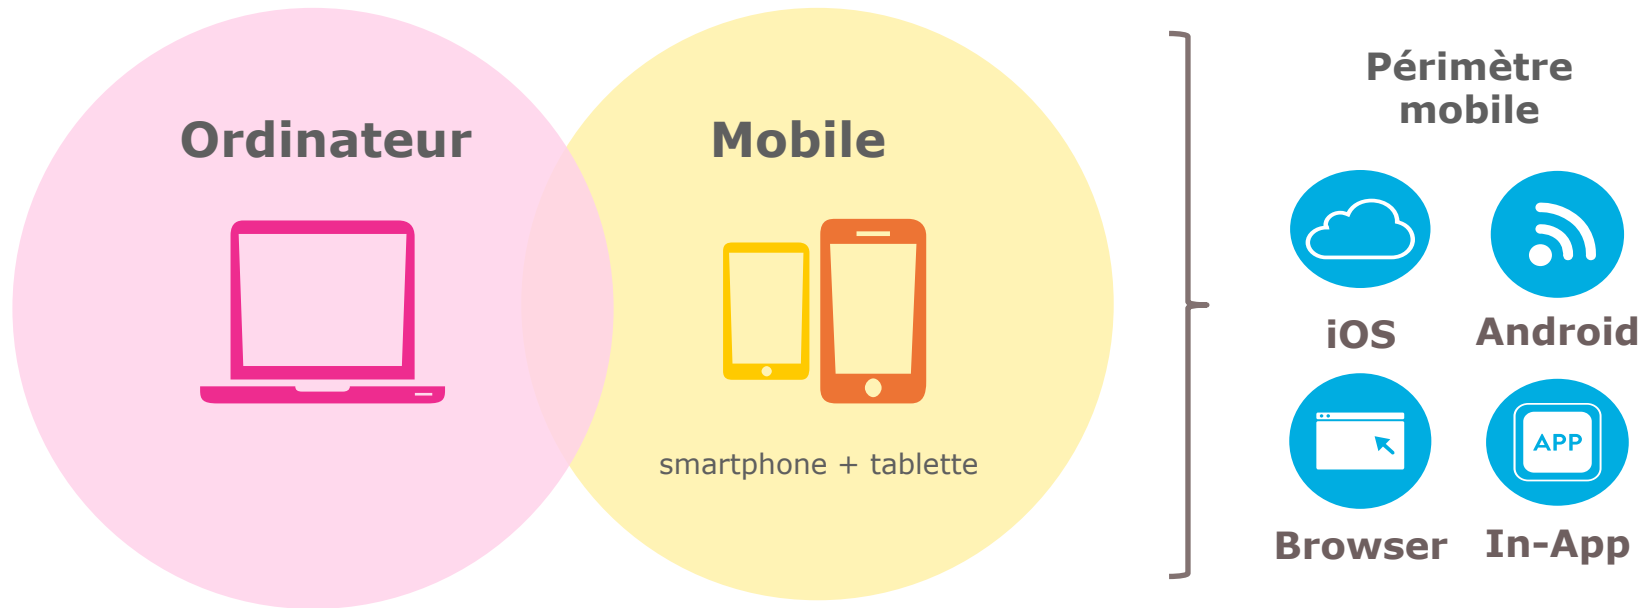 Ordinateur
Mobile
smartphone + tablette
Périmètre
mobile
iOS
Android
APP
Browser
In-App